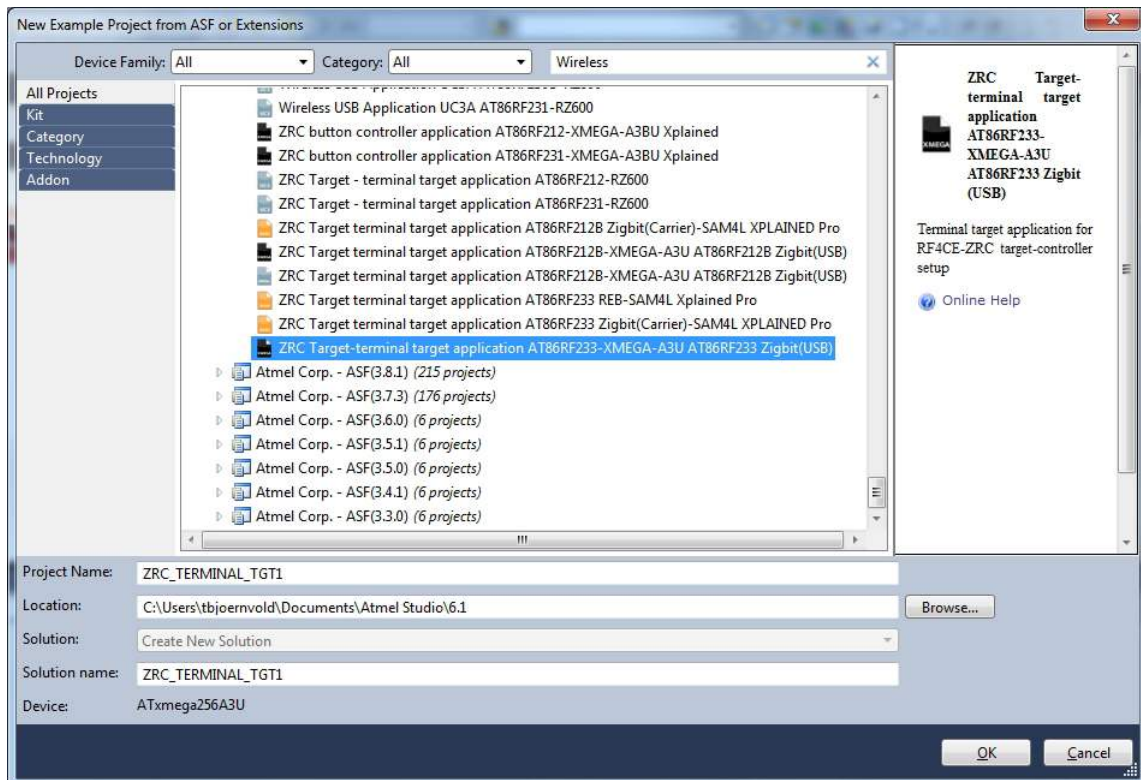 New Example Project from ASF or Extensions
Device Family: All Category: All Wireless
All Projects
Kit
Category
Technology
Addon
Wireless USB Application UC3A AT86RF231-RZ600
ZRC button controller application AT86RF212-XMEGA-A3BU Xplained
ZRC button controller application AT86RF231-XMEGA-A3BU Xplained
ZRC Target - terminal target application AT86RF212-RZ600
ZRC Target - terminal target application AT86RF231-RZ600
ZRC Target terminal target application AT86RF212B Zigbit(Carrier)-SAM4L XPLAINED Pro
ZRC Target terminal target application AT86RF212B-XMEGA-A3U AT86RF212B Zigbit(USB)
ZRC Target terminal target application AT86RF212B-XMEGA-A3U AT86RF212B Zigbit(USB)
ZRC Target terminal target application AT86RF233 REB-SAM4L Xplained Pro
ZRC Target terminal target application AT86RF233 Zigbit(Carrier)-SAM4L XPLAINED Pro
ZRC Target-terminal target application AT86RF233-XMEGA-A3U AT86RF233 Zigbit(USB)
Atmel Corp. - ASF(3.8.1) (215 projects)
Atmel Corp. - ASF(3.7.3) (176 projects)
Atmel Corp. - ASF(3.6.0) (6 projects)
Atmel Corp. - ASF(3.5.1) (6 projects)
Atmel Corp. - ASF(3.5.0) (6 projects)
Atmel Corp. - ASF(3.4.1) (6 projects)
Atmel Corp. - ASF(3.3.0) (6 projects)
XMEGA
ZRC Target-
terminal target
application
AT86RF233-
XMEGA-A3U
AT86RF233 Zigbit
(USB)
Terminal target application for
RF4CE-ZRC target-controller
setup
Online Help
Project Name: ZRC_TERMINAL_TGT1
Location: C:\Users\tbjoernvold\Documents\Atmel Studio\6.1 Browse...
Solution: Create New Solution
Solution name: ZRC_TERMINAL_TGT1
Device: ATxmega256A3U
OK Cancel